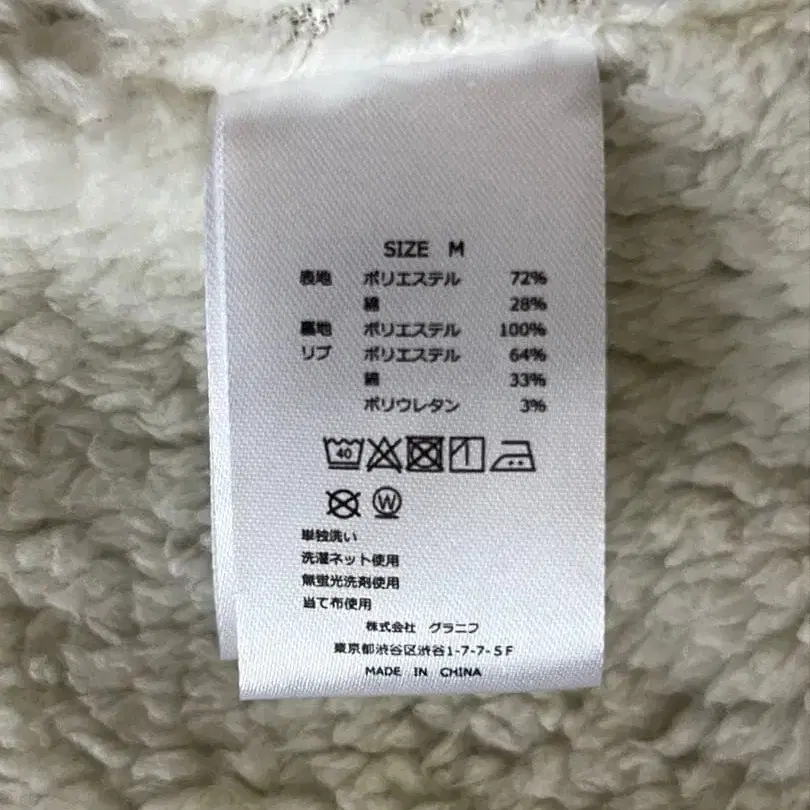 SIZE M
表地 ポリエステル 72%
綿 28%
裏地 ポリエステル 100%
リブ ポリエステル 64%
綿 33%
ポリウレタン 3%
40
W
単独洗い
洗濯ネット使用
無蛍光洗剤使用
当て布使用
株式会社 グラニフ
東京都渋谷区渋谷1-7-7-5F
MADE IN CHINA